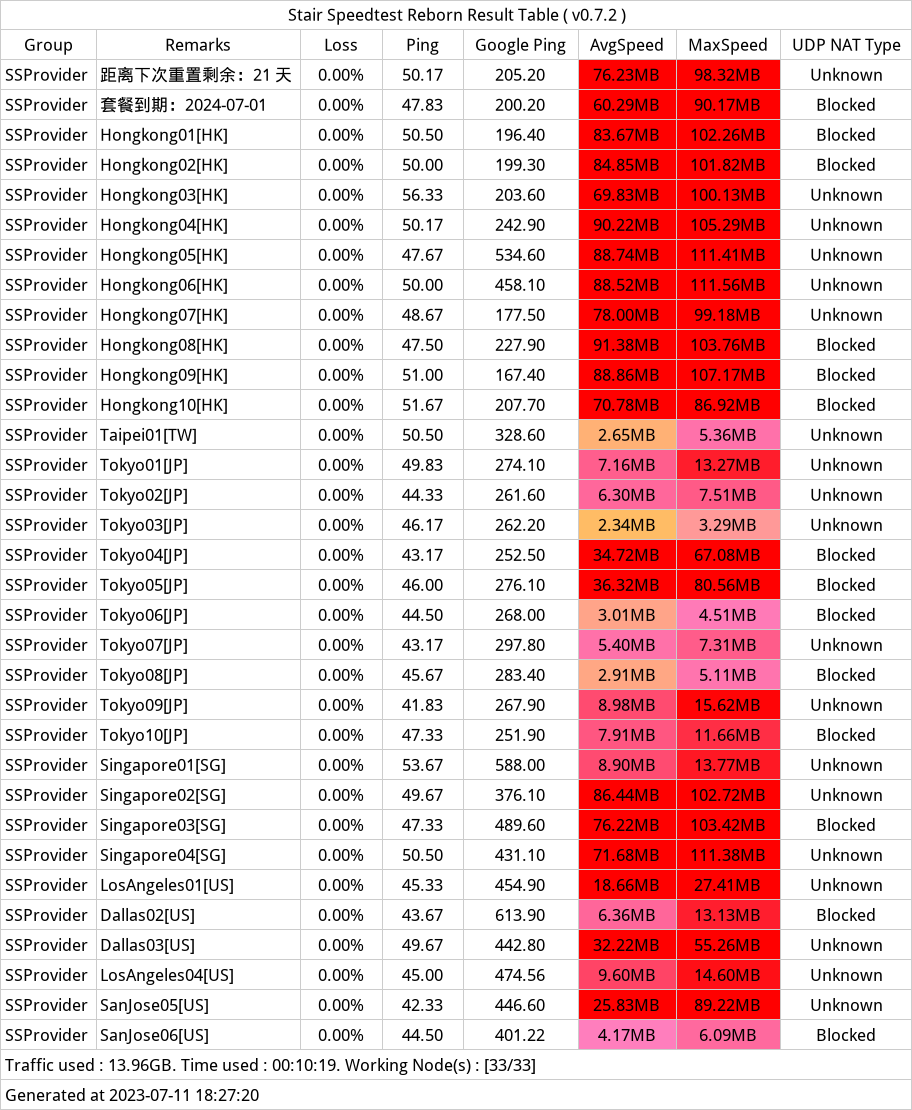 Stair Speedtest Reborn Result Table ( v0.7.2 )
Group Remarks Loss Ping Google Ping AvgSpeed MaxSpeed UDP NAT Type
SSProvider 距离下次重置剩余：21 天 0.00% 50.17 205.20 76.23MB 98.32MB Unknown
SSProvider 套餐到期：2024-07-01 0.00% 47.83 200.20 60.29MB 90.17MB Blocked
SSProvider Hongkong01[HK] 0.00% 50.50 196.40 83.67MB 102.26MB Blocked
SSProvider Hongkong02[HK] 0.00% 50.00 199.30 84.85MB 101.82MB Blocked
SSProvider Hongkong03[HK] 0.00% 56.33 203.60 69.83MB 100.13MB Unknown
SSProvider Hongkong04[HK] 0.00% 50.17 242.90 90.22MB 105.29MB Unknown
SSProvider Hongkong05[HK] 0.00% 47.67 534.60 88.74MB 111.41MB Unknown
SSProvider Hongkong06[HK] 0.00% 50.00 458.10 88.52MB 111.56MB Unknown
SSProvider Hongkong07[HK] 0.00% 48.67 177.50 78.00MB 99.18MB Unknown
SSProvider Hongkong08[HK] 0.00% 47.50 227.90 91.38MB 103.76MB Blocked
SSProvider Hongkong09[HK] 0.00% 51.00 167.40 88.86MB 107.17MB Blocked
SSProvider Hongkong10[HK] 0.00% 51.67 207.70 70.78MB 86.92MB Blocked
SSProvider Taipei01[TW] 0.00% 50.50 328.60 2.65MB 5.36MB Unknown
SSProvider Tokyo01[JP] 0.00% 49.83 274.10 7.16MB 13.27MB Unknown
SSProvider Tokyo02[JP] 0.00% 44.33 261.60 6.30MB 7.51MB Unknown
SSProvider Tokyo03[JP] 0.00% 46.17 262.20 2.34MB 3.29MB Unknown
SSProvider Tokyo04[JP] 0.00% 43.17 252.50 34.72MB 67.08MB Blocked
SSProvider Tokyo05[JP] 0.00% 46.00 276.10 36.32MB 80.56MB Blocked
SSProvider Tokyo06[JP] 0.00% 44.50 268.00 3.01MB 4.51MB Blocked
SSProvider Tokyo07[JP] 0.00% 43.17 297.80 5.40MB 7.31MB Unknown
SSProvider Tokyo08[JP] 0.00% 45.67 283.40 2.91MB 5.11MB Blocked
SSProvider Tokyo09[JP] 0.00% 41.83 267.90 8.98MB 15.62MB Unknown
SSProvider Tokyo10[JP] 0.00% 47.33 251.90 7.91MB 11.66MB Blocked
SSProvider Singapore01[SG] 0.00% 53.67 588.00 8.90MB 13.77MB Unknown
SSProvider Singapore02[SG] 0.00% 49.67 376.10 86.44MB 102.72MB Unknown
SSProvider Singapore03[SG] 0.00% 47.33 489.60 76.22MB 103.42MB Blocked
SSProvider Singapore04[SG] 0.00% 50.50 431.10 71.68MB 111.38MB Unknown
SSProvider LosAngeles01[US] 0.00% 45.33 454.90 18.66MB 27.41MB Unknown
SSProvider Dallas02[US] 0.00% 43.67 613.90 6.36MB 13.13MB Blocked
SSProvider Dallas03[US] 0.00% 49.67 442.80 32.22MB 55.26MB Unknown
SSProvider LosAngeles04[US] 0.00% 45.00 474.56 9.60MB 14.60MB Unknown
SSProvider SanJose05[US] 0.00% 42.33 446.60 25.83MB 89.22MB Unknown
SSProvider SanJose06[US] 0.00% 44.50 401.22 4.17MB 6.09MB Blocked
Traffic used : 13.96GB. Time used : 00:10:19. Working Node(s) : [33/33]
Generated at 2023-07-11 18:27:20